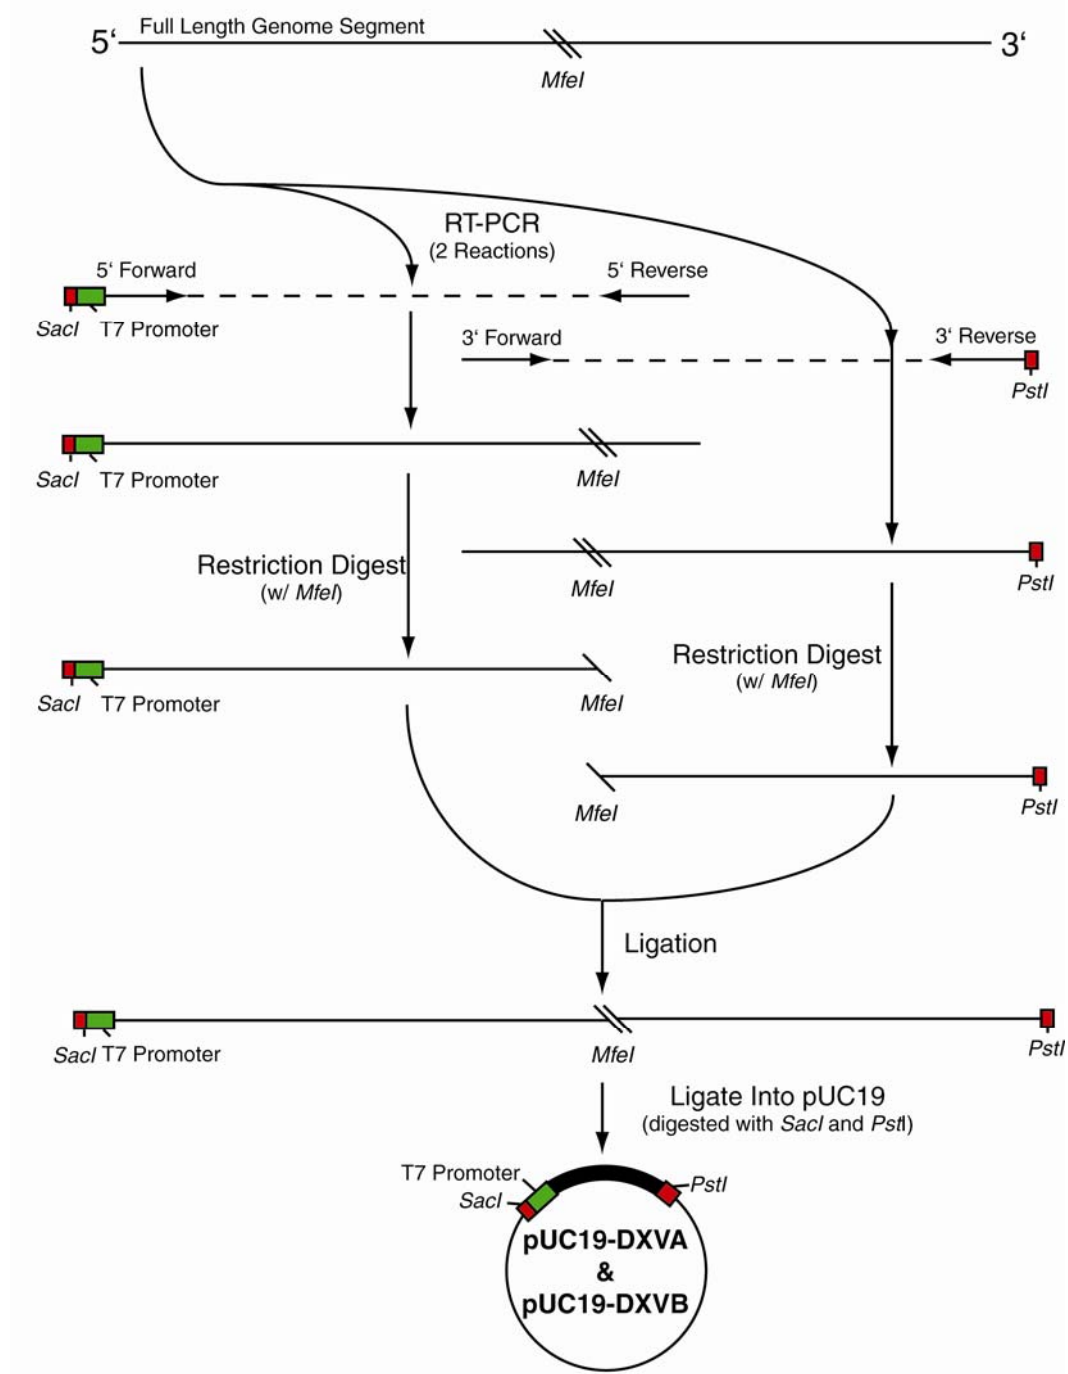 Full Length Genome Segment
5‘ 3‘
MfeI
RT-PCR
(2 Reactions)
5‘ Forward 5‘ Reverse
SacI T7 Promoter
3‘ Forward 3‘ Reverse
PstI
SacI T7 Promoter MfeI
Restriction Digest
(w/ MfeI)
MfeI PstI
Restriction Digest
(w/ MfeI)
SacI T7 Promoter MfeI
MfeI PstI
Ligation
SacI T7 Promoter MfeI PstI
Ligate Into pUC19
(digested with SacI and PstI)
T7 Promoter
SacI
PstI
pUC19-DXVA
&
pUC19-DXVB